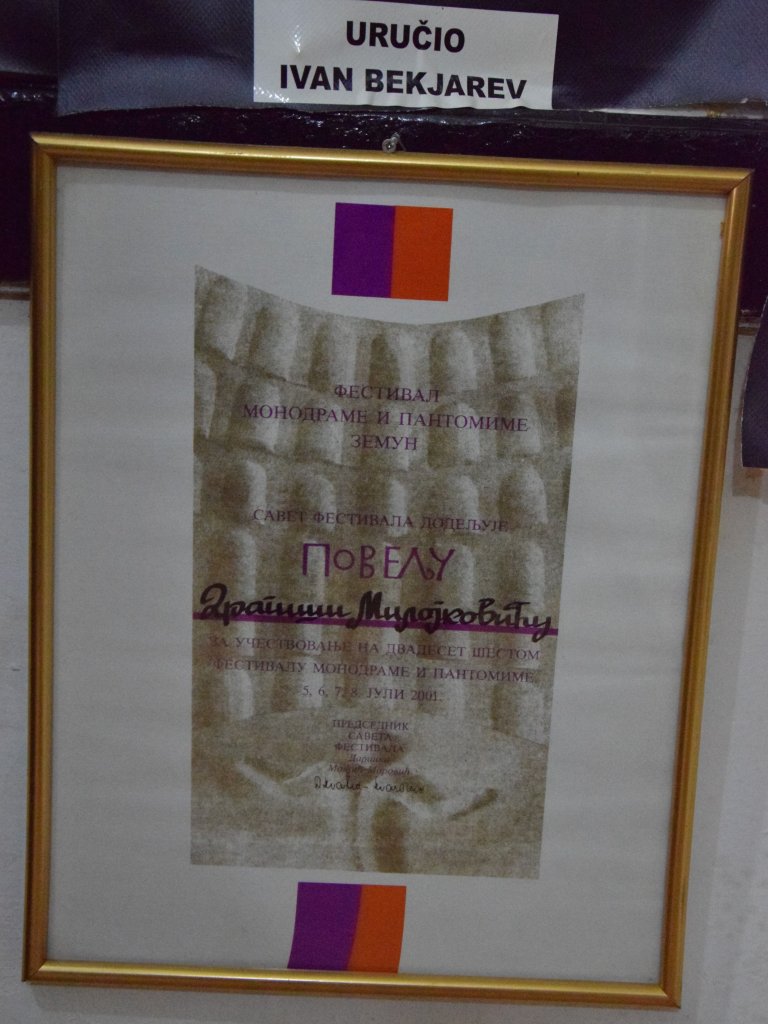 URUČIO
IVAN BEKJAREV
ФЕСТИВАЛ
МОНОДРАМЕ И ПАНТОМИМЕ
ЗЕМУН
САВЕТ ФЕСТИВАЛА ДОДЕЉУЈЕ
ПОВЕЉУ
Драгиши Милојковићу
ЗА УЧЕСТВОВАЊЕ НА ДВАДЕСЕТ ШЕСТОМ
ФЕСТИВАЛУ МОНОДРАМЕ И ПАНТОМИМЕ
5, 6, 7, 8. ЈУЛИ 2001.
ПРЕДСЕДНИК
САВЕТА
ФЕСТИВАЛА